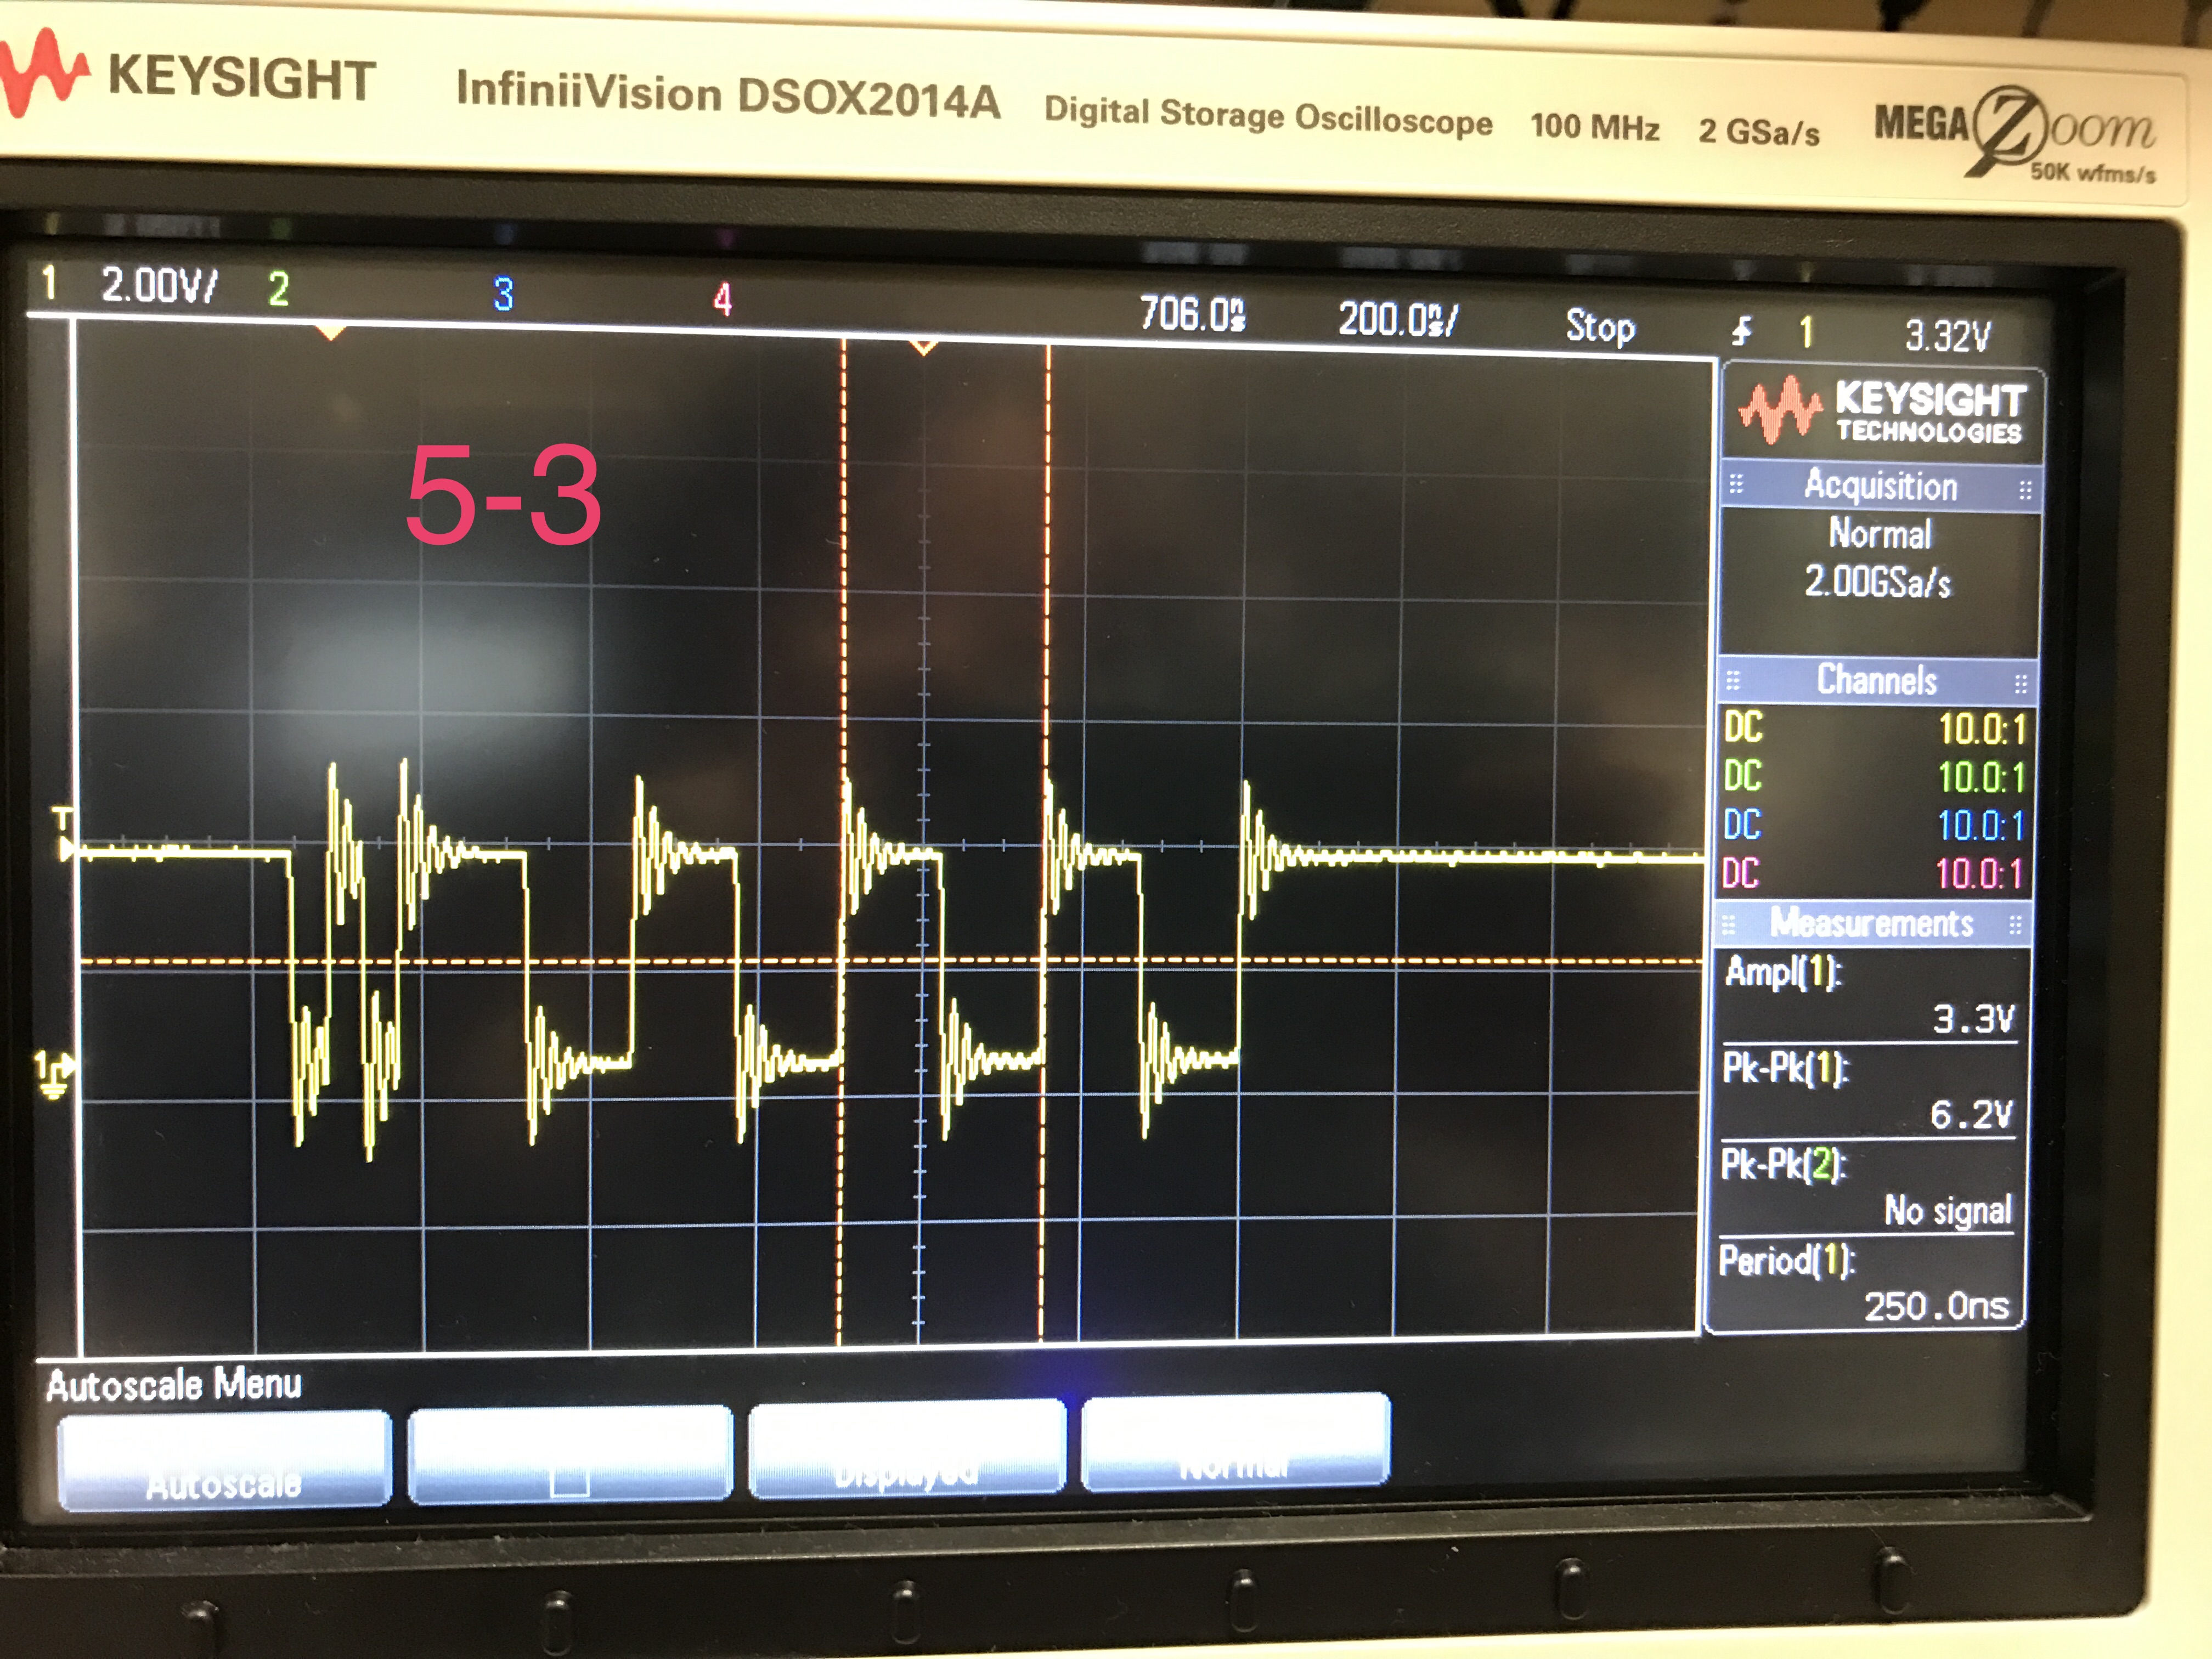 KEYSIGHT InfiniiVision DSOX2014A Digital Storage Oscilloscope 100 MHz 2 GSa/s MEGA Zoom
50K wfms/s
1 2.00V/ 2 3 4 706.0ns 200.0ns/ Stop 1 3.32V
KEYSIGHT
TECHNOLOGIES
5-3
Acquisition
Normal
2.00GSa/s
Channels
DC 10.0:1
DC 10.0:1
DC 10.0:1
DC 10.0:1
T
Measurements
Ampl(1):
3.3V
1
Pk-Pk(1):
6.2V
Pk-Pk(2):
No signal
Period(1):
250.0ns
Autoscale Menu
Autoscale Displayed Normal